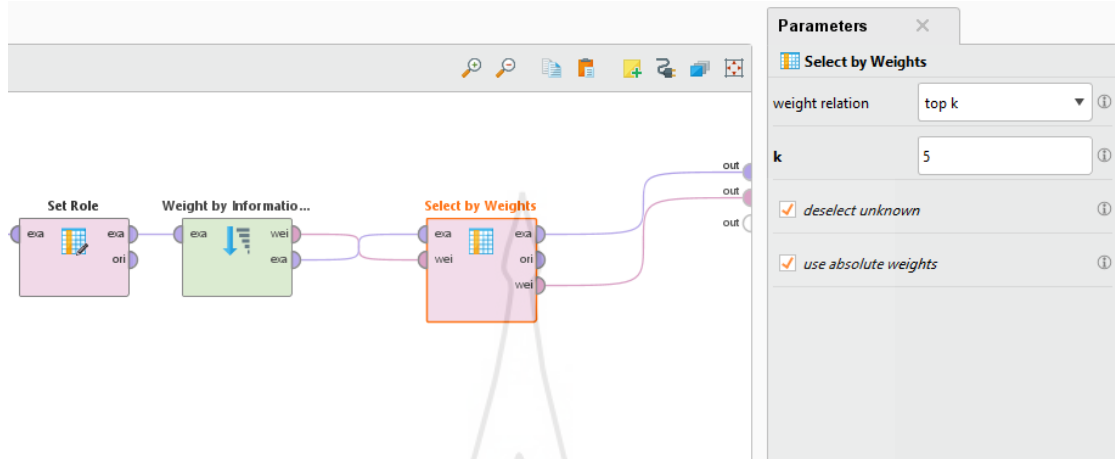 Parameters
Select by Weights
weight relation
top k
k
5
deselect unknown
use absolute weights
Set Role
exa
exa
ori
Weight by Informatio...
exa
wei
exa
Select by Weights
exa
exa
wei
ori
wei
out
out
out